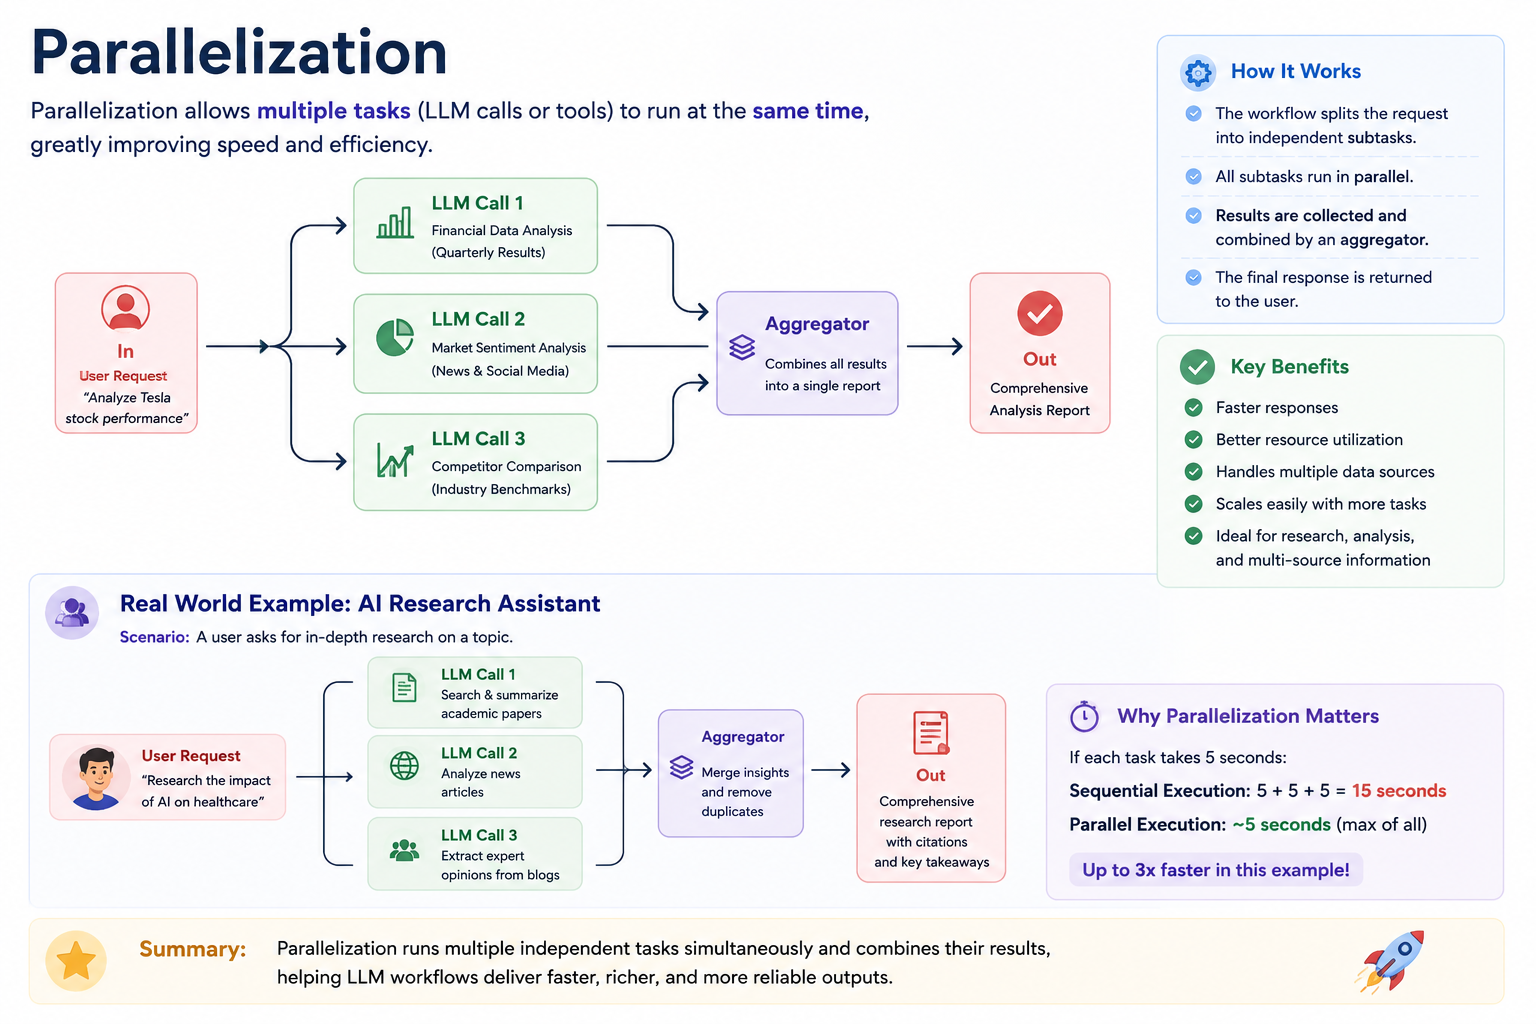 Parallelization
Parallelization allows multiple tasks (LLM calls or tools) to run at the same time,
greatly improving speed and efficiency.
In
User Request
“Analyze Tesla
stock performance”
LLM Call 1
Financial Data Analysis
(Quarterly Results)
LLM Call 2
Market Sentiment Analysis
(News & Social Media)
LLM Call 3
Competitor Comparison
(Industry Benchmarks)
Aggregator
Combines all results
into a single report
Out
Comprehensive
Analysis Report
How It Works
The workflow splits the request
into independent subtasks.
All subtasks run in parallel.
Results are collected and
combined by an aggregator.
The final response is returned
to the user.
Key Benefits
Faster responses
Better resource utilization
Handles multiple data sources
Scales easily with more tasks
Ideal for research, analysis,
and multi-source information
Real World Example: AI Research Assistant
Scenario: A user asks for in-depth research on a topic.
User Request
“Research the impact
of AI on healthcare”
LLM Call 1
Search & summarize
academic papers
LLM Call 2
Analyze news
articles
LLM Call 3
Extract expert
opinions from blogs
Aggregator
Merge insights
and remove
duplicates
Out
Comprehensive
research report
with citations
and key takeaways
Why Parallelization Matters
If each task takes 5 seconds:
Sequential Execution: 5 + 5 + 5 = 15 seconds
Parallel Execution: ~5 seconds (max of all)
Up to 3x faster in this example!
Summary:
Parallelization runs multiple independent tasks simultaneously and combines their results,
helping LLM workflows deliver faster, richer, and more reliable outputs.